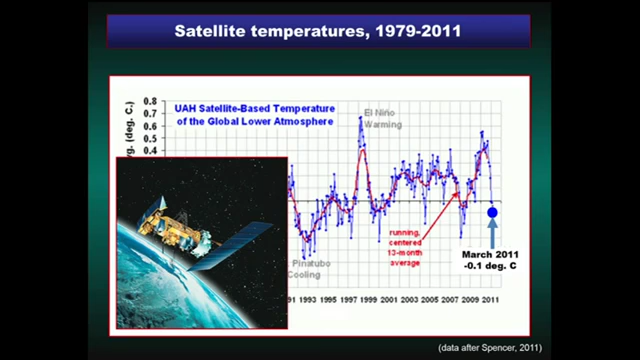 Satellite temperatures, 1979-2011
UAH Satellite-Based Temperature
of the Global Lower Atmosphere
El Niño
Warming
0.8
0.7
0.6
0.5
0.4
vg. (deg. C.)
running,
centered
13-month
average
March 2011
-0.1 deg. C
Pinatubo
Cooling
91 1993 1995 1997 1999 2001 2003 2005 2007 2009 2011
(data after Spencer, 2011)